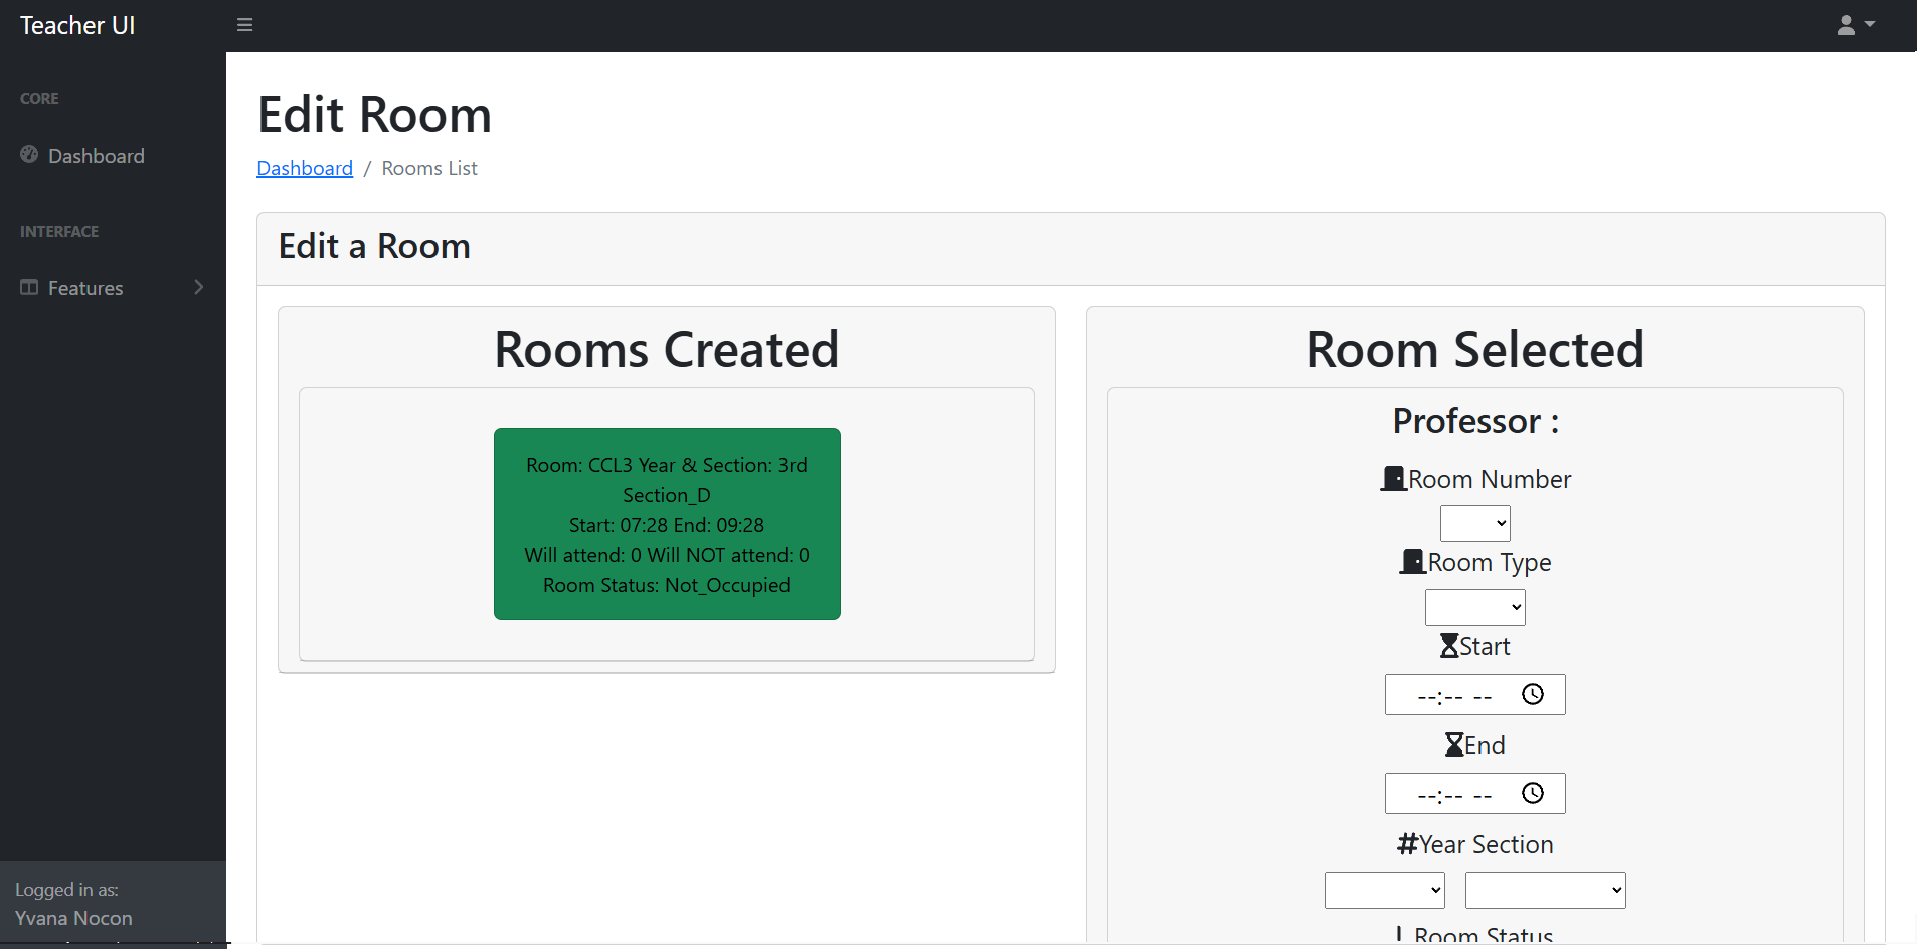 Teacher UI
CORE
Dashboard
INTERFACE
Features
Logged in as:
Yvana Nocon
Edit Room
Dashboard / Rooms List
Edit a Room
Rooms Created
Room: CCL3 Year & Section: 3rd
Section_D
Start: 07:28 End: 09:28
Will attend: 0 Will NOT attend: 0
Room Status: Not_Occupied
Room Selected
Professor :
Room Number
Room Type
Start
--:-- --
End
--:-- --
#Year Section
Room Status